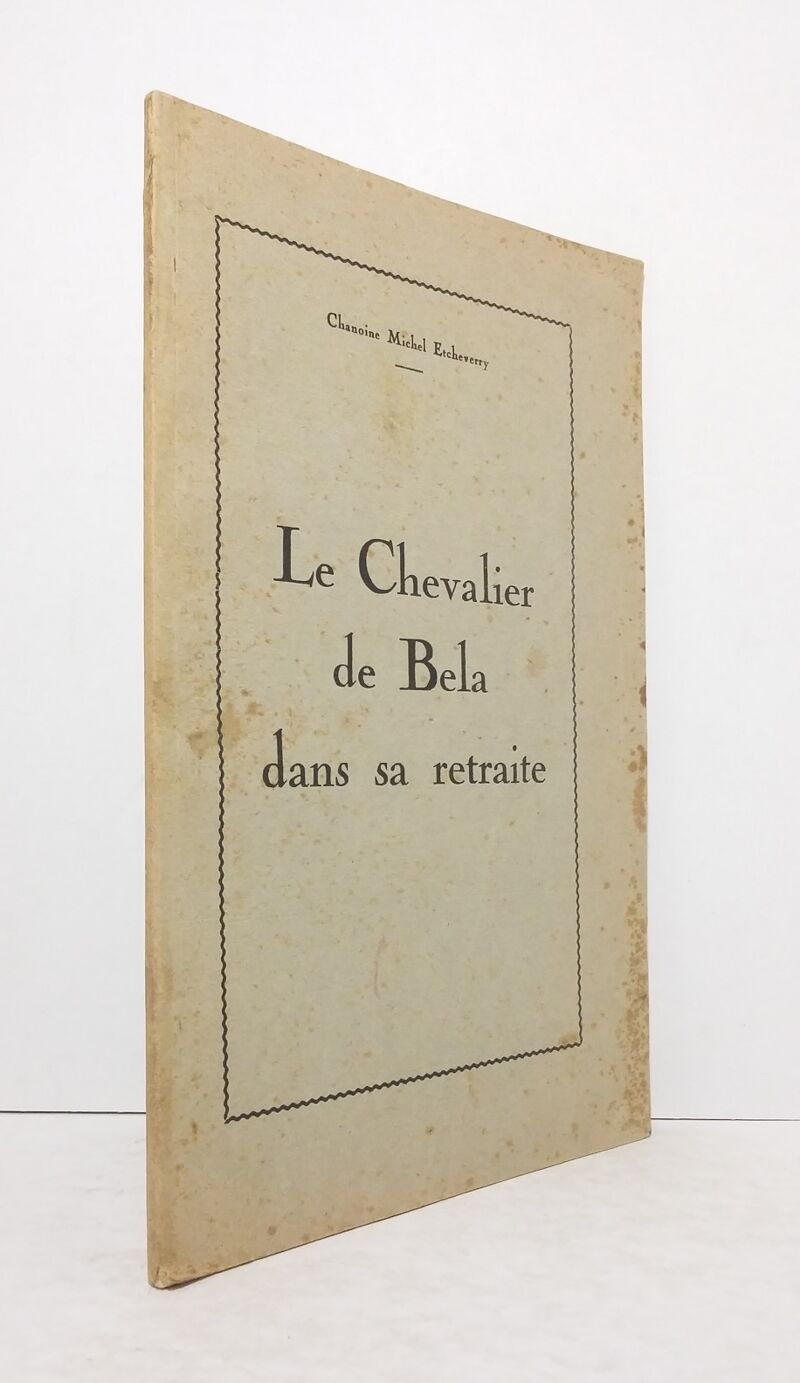 Chanoine Michel Etcheverry
Le Chevalier
de Bela
dans sa retraite